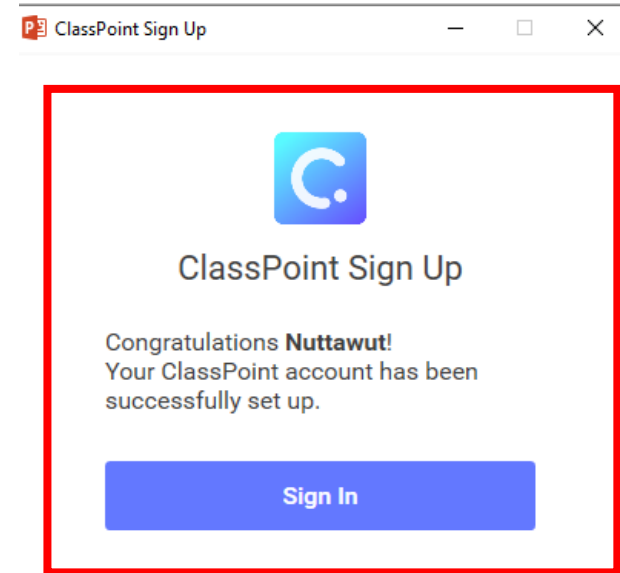 ClassPoint Sign Up
ClassPoint Sign Up
Congratulations Nuttawut!
Your ClassPoint account has been
successfully set up.
Sign In